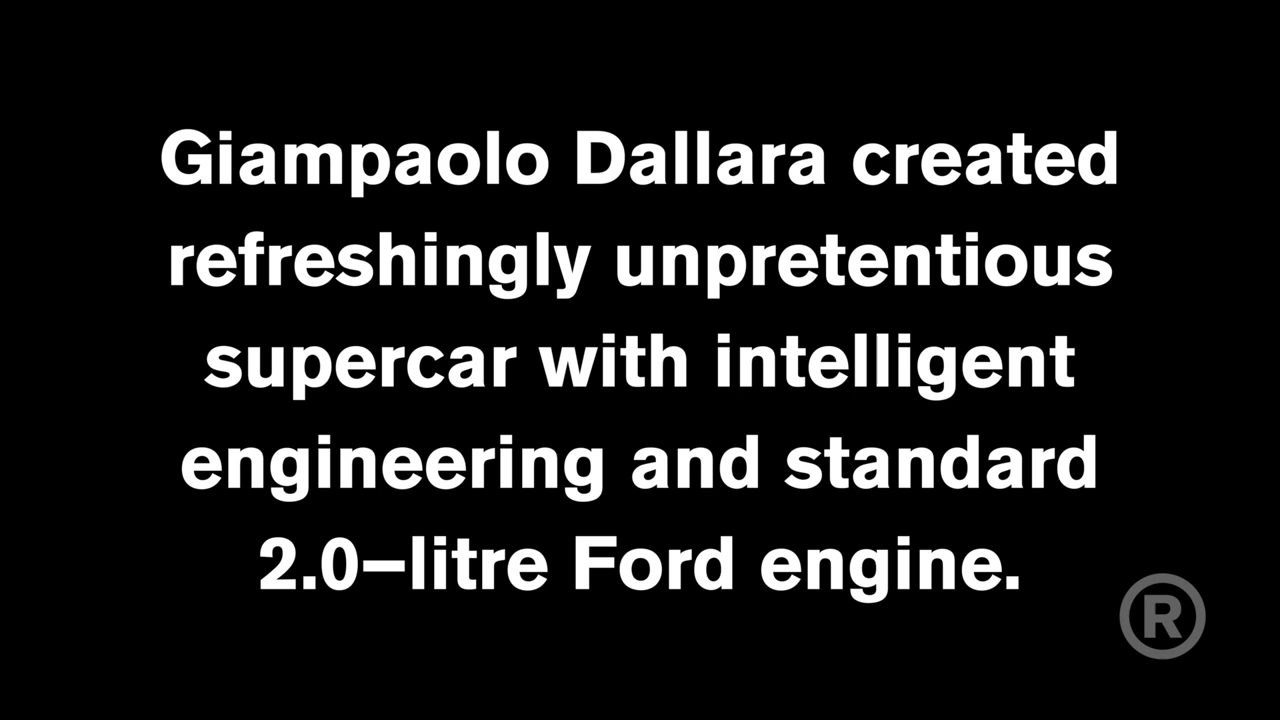 Giampaolo Dallara created
refreshingly unpretentious
supercar with intelligent
engineering and standard
2.0–litre Ford engine.
®